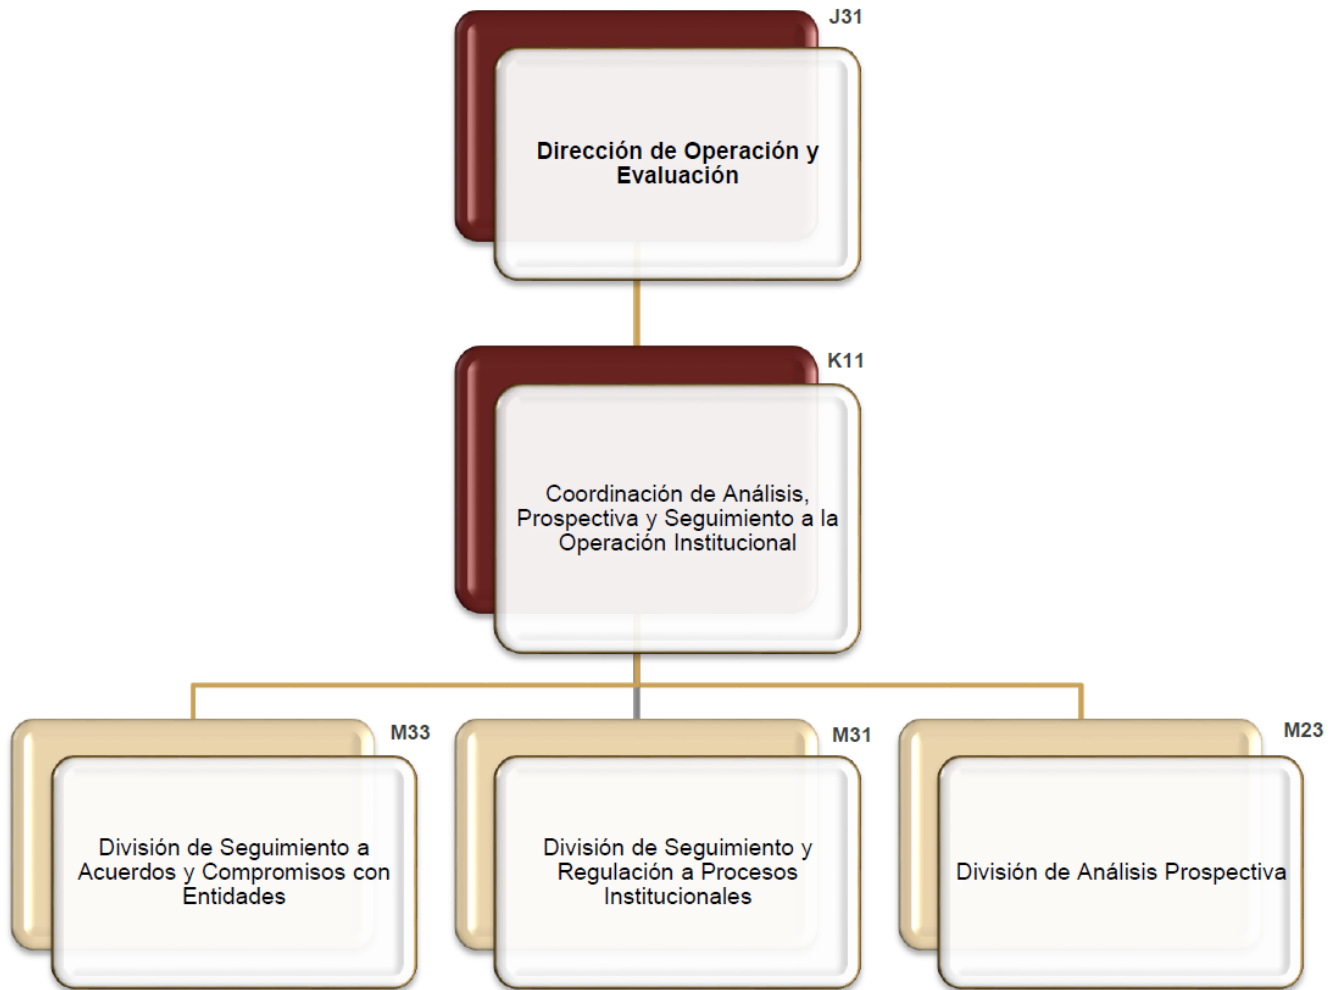 J31
Dirección de Operación y
Evaluación
K11
Coordinación de Análisis,
Prospectiva y Seguimiento a la
Operación Institucional
M33
División de Seguimiento a
Acuerdos y Compromisos con
Entidades
M31
División de Seguimiento y
Regulación a Procesos
Institucionales
M23
División de Análisis Prospectiva